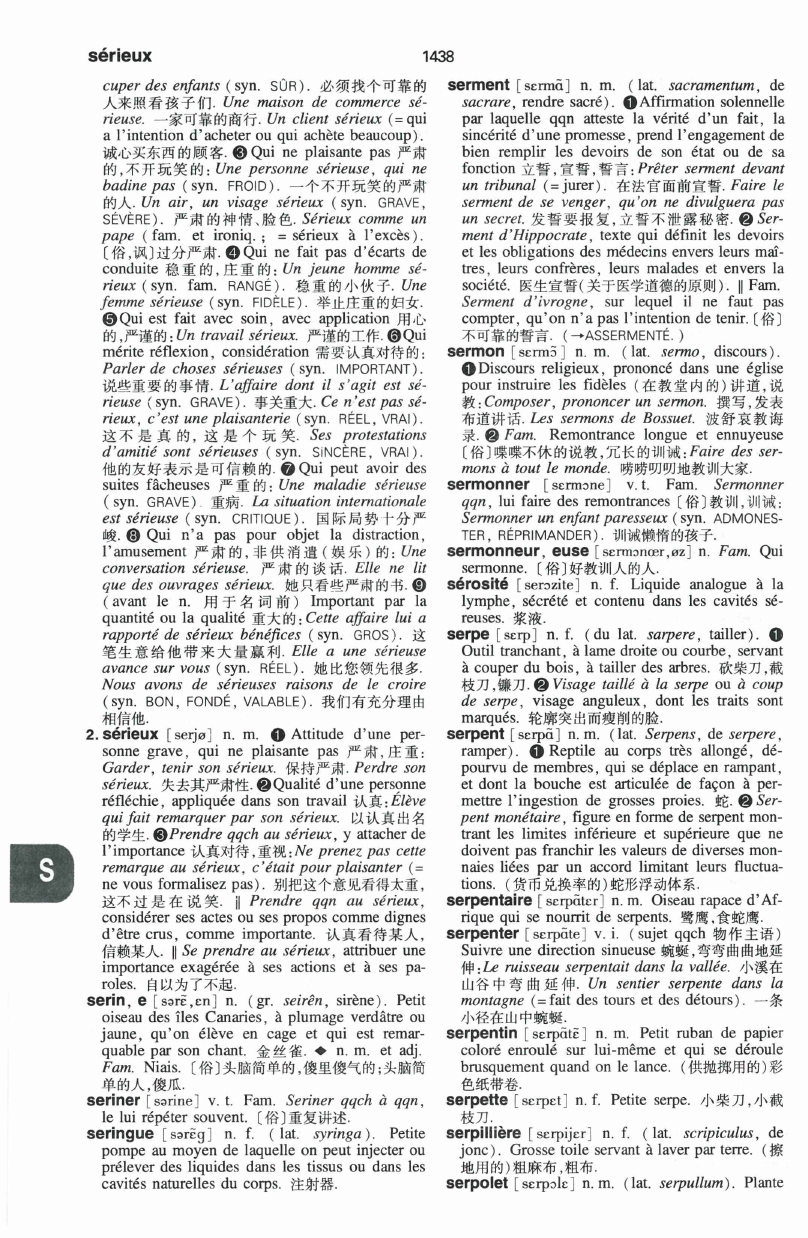 sérieux
1438
cuper des enfants (syn. SÛR). 必须找个可靠的
人来照看孩子们. Une maison de commerce sé-
rieuse. 一家可靠的商行. Un client sérieux (= qui
a l'intention d'acheter ou qui achète beaucoup).
诚心买东西的顾客. ❸ Qui ne plaisante pas 严肃
的,不开玩笑的: Une personne sérieuse, qui ne
badine pas (syn. FROID). 一个不开玩笑的严肃
的人. Un air, un visage sérieux (syn. GRAVE,
SÉVÈRE). 严肃的神情、脸色. Sérieux comme un
pape (fam. et ironiq. ; = sérieux à l'excès).
〔俗,讽〕过分严肃. ❹ Qui ne fait pas d'écarts de
conduite 稳重的,庄重的: Un jeune homme sé-
rieux (syn. fam. RANGÉ). 稳重的小伙子. Une
femme sérieuse (syn. FIDÈLE). 举止庄重的妇女.
❺ Qui est fait avec soin, avec application 用心
的,严谨的: Un travail sérieux. 严谨的工作. ❻ Qui
mérite réflexion, considération 需要认真对待的:
Parler de choses sérieuses (syn. IMPORTANT).
说些重要的事情. L'affaire dont il s'agit est sé-
rieuse (syn. GRAVE). 事关重大. Ce n'est pas sé-
rieux, c'est une plaisanterie (syn. RÉEL, VRAI).
这不是真的, 这是个玩笑. Ses protestations
d'amitié sont sérieuses (syn. SINCÈRE, VRAI).
他的友好表示是可信赖的. ❼ Qui peut avoir des
suites fâcheuses 严重的: Une maladie sérieuse
(syn. GRAVE). 重病. La situation internationale
est sérieuse (syn. CRITIQUE). 国际局势十分严
峻. ❽ Qui n'a pas pour objet la distraction,
l'amusement 严肃的,非供消遣(娱乐)的: Une
conversation sérieuse. 严肃的谈话. Elle ne lit
que des ouvrages sérieux. 她只看些严肃的书. ❾
(avant le n. 用于名词前) Important par la
quantité ou la qualité 重大的: Cette affaire lui a
rapporté de sérieux bénéfices (syn. GROS). 这
笔生意给他带来大量赢利. Elle a une sérieuse
avance sur vous (syn. RÉEL). 她比您领先很多.
Nous avons de sérieuses raisons de le croire
(syn. BON, FONDÉ, VALABLE). 我们有充分理由
相信他.
2. sérieux [serjø] n. m. ❶ Attitude d'une per-
sonne grave, qui ne plaisante pas 严肃,庄重:
Garder, tenir son sérieux. 保持严肃. Perdre son
sérieux. 失去其严肃性. ❷ Qualité d'une personne
réfléchie, appliquée dans son travail 认真: Élève
qui fait remarquer par son sérieux. 以认真出名
的学生. ❸ Prendre qqch au sérieux, y attacher de
l'importance 认真对待,重视: Ne prenez pas cette
remarque au sérieux, c'était pour plaisanter (=
ne vous formalisez pas). 别把这个意见看得太重,
这不过是在说笑. ‖ Prendre qqn au sérieux,
considérer ses actes ou ses propos comme dignes
d'être crus, comme importante. 认真看待某人,
信赖某人. ‖ Se prendre au sérieux, attribuer une
importance exagérée à ses actions et à ses pa-
roles. 自以为了不起.
serin, e [sərɛ̃,ɛn] n. (gr. seirên, sirène). Petit
oiseau des îles Canaries, à plumage verdâtre ou
jaune, qu'on élève en cage et qui est remar-
quable par son chant. 金丝雀. ◆ n. m. et adj.
Fam. Niais. 〔俗〕头脑简单的,傻里傻气的;头脑简
单的人,傻瓜.
seriner [sərine] v. t. Fam. Seriner qqch à qqn,
le lui répéter souvent. 〔俗〕重复讲述.
seringue [sərɛ̃g] n. f. (lat. syringa). Petite
pompe au moyen de laquelle on peut injecter ou
prélever des liquides dans les tissus ou dans les
cavités naturelles du corps. 注射器.
S
serment [sɛrmɑ̃] n. m. (lat. sacramentum, de
sacrare, rendre sacré). ❶ Affirmation solennelle
par laquelle qqn atteste la vérité d'un fait, la
sincérité d'une promesse, prend l'engagement de
bien remplir les devoirs de son état ou de sa
fonction 立誓,宣誓,誓言: Prêter serment devant
un tribunal (= jurer). 在法官面前宣誓. Faire le
serment de se venger, qu'on ne divulguera pas
un secret. 发誓要报复,立誓不泄露秘密. ❷ Ser-
ment d'Hippocrate, texte qui définit les devoirs
et les obligations des médecins envers leurs maî-
tres, leurs confrères, leurs malades et envers la
société. 医生宣誓(关于医学道德的原则). ‖ Fam.
Serment d'ivrogne, sur lequel il ne faut pas
compter, qu'on n'a pas l'intention de tenir. 〔俗〕
不可靠的誓言. (→ASSERMENTÉ.)
sermon [sɛrmɔ̃] n. m. (lat. sermo, discours).
❶ Discours religieux, prononcé dans une église
pour instruire les fidèles (在教堂内的)讲道,说
教: Composer, prononcer un sermon. 撰写,发表
布道讲话. Les sermons de Bossuet. 波舒哀教诲
录. ❷ Fam. Remontrance longue et ennuyeuse
〔俗〕喋喋不休的说教,冗长的训诫: Faire des ser-
mons à tout le monde. 唠唠叨叨地教训大家.
sermonner [sɛrmɔne] v. t. Fam. Sermonner
qqn, lui faire des remontrances 〔俗〕教训,训诫:
Sermonner un enfant paresseux (syn. ADMONES-
TER, RÉPRIMANDER). 训诫懒惰的孩子.
sermonneur, euse [sɛrmɔnœr,øz] n. Fam. Qui
sermonne. 〔俗〕好教训人的人.
sérosité [serozite] n. f. Liquide analogue à la
lymphe, sécrété et contenu dans les cavités sé-
reuses. 浆液.
serpe [sɛrp] n. f. (du lat. sarpere, tailler). ❶
Outil tranchant, à lame droite ou courbe, servant
à couper du bois, à tailler des arbres. 砍柴刀,截
枝刀,镰刀. ❷ Visage taillé à la serpe ou à coup
de serpe, visage anguleux, dont les traits sont
marqués. 轮廓突出而瘦削的脸.
serpent [sɛrpɑ̃] n. m. (lat. Serpens, de serpere,
ramper). ❶ Reptile au corps très allongé, dé-
pourvu de membres, qui se déplace en rampant,
et dont la bouche est articulée de façon à per-
mettre l'ingestion de grosses proies. 蛇. ❷ Ser-
pent monétaire, figure en forme de serpent mon-
trant les limites inférieure et supérieure que ne
doivent pas franchir les valeurs de diverses mon-
naies liées par un accord limitant leurs fluctua-
tions. (货币兑换率的)蛇形浮动体系.
serpentaire [sɛrpɑ̃tɛr] n. m. Oiseau rapace d'Af-
rique qui se nourrit de serpents. 鹭鹰,食蛇鹰.
serpenter [sɛrpɑ̃te] v. i. (sujet qqch 物作主语)
Suivre une direction sinueuse 蜿蜒,弯弯曲曲地延
伸: Le ruisseau serpentait dans la vallée. 小溪在
山谷中弯曲延伸. Un sentier serpente dans la
montagne (= fait des tours et des détours). 一条
小径在山中蜿蜒.
serpentin [sɛrpɑ̃tɛ̃] n. m. Petit ruban de papier
coloré enroulé sur lui-même et qui se déroule
brusquement quand on le lance. (供抛掷用的)彩
色纸带卷.
serpette [sɛrpɛt] n. f. Petite serpe. 小柴刀,小截
枝刀.
serpillière [sɛrpijɛr] n. f. (lat. scripiculus, de
jonc). Grosse toile servant à laver par terre. (擦
地用的)粗麻布,粗布.
serpolet [sɛrpɔlɛ] n. m. (lat. serpullum). Plante